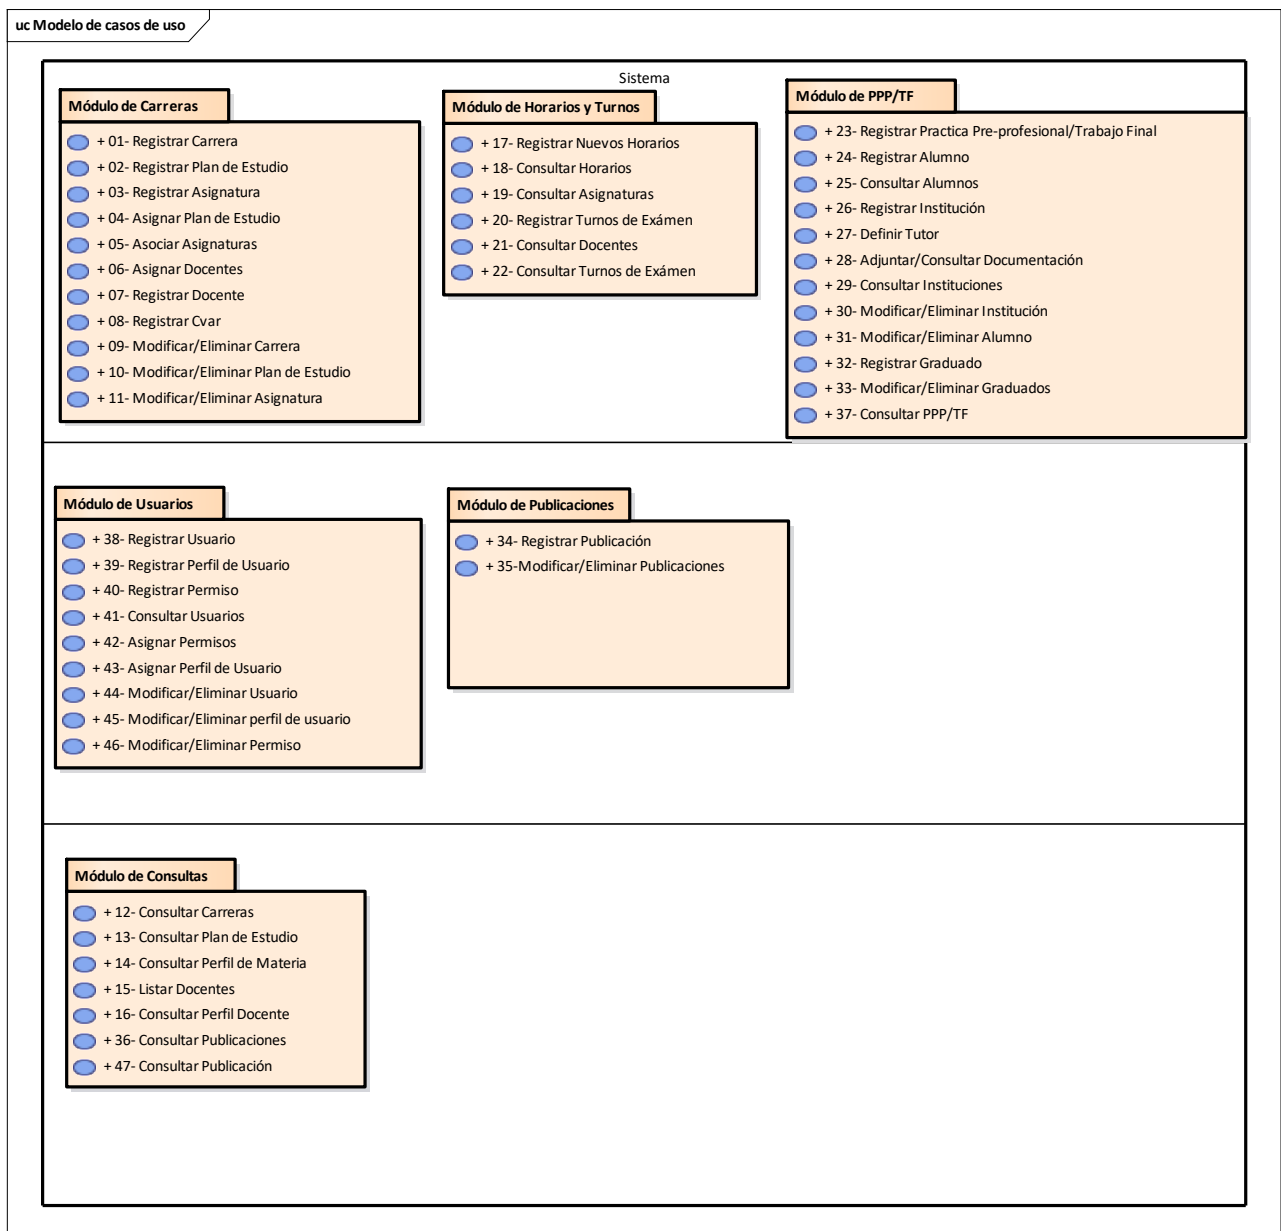 uc Modelo de casos de uso
Sistema
Módulo de Carreras
+ 01- Registrar Carrera
+ 02- Registrar Plan de Estudio
+ 03- Registrar Asignatura
+ 04- Asignar Plan de Estudio
+ 05- Asociar Asignaturas
+ 06- Asignar Docentes
+ 07- Registrar Docente
+ 08- Registrar Cvar
+ 09- Modificar/Eliminar Carrera
+ 10- Modificar/Eliminar Plan de Estudio
+ 11- Modificar/Eliminar Asignatura
Módulo de Horarios y Turnos
+ 17- Registrar Nuevos Horarios
+ 18- Consultar Horarios
+ 19- Consultar Asignaturas
+ 20- Registrar Turnos de Exámen
+ 21- Consultar Docentes
+ 22- Consultar Turnos de Exámen
Módulo de PPP/TF
+ 23- Registrar Practica Pre-profesional/Trabajo Final
+ 24- Registrar Alumno
+ 25- Consultar Alumnos
+ 26- Registrar Institución
+ 27- Definir Tutor
+ 28- Adjuntar/Consultar Documentación
+ 29- Consultar Instituciones
+ 30- Modificar/Eliminar Institución
+ 31- Modificar/Eliminar Alumno
+ 32- Registrar Graduado
+ 33- Modificar/Eliminar Graduados
+ 37- Consultar PPP/TF
Módulo de Usuarios
+ 38- Registrar Usuario
+ 39- Registrar Perfil de Usuario
+ 40- Registrar Permiso
+ 41- Consultar Usuarios
+ 42- Asignar Permisos
+ 43- Asignar Perfil de Usuario
+ 44- Modificar/Eliminar Usuario
+ 45- Modificar/Eliminar perfil de usuario
+ 46- Modificar/Eliminar Permiso
Módulo de Publicaciones
+ 34- Registrar Publicación
+ 35-Modificar/Eliminar Publicaciones
Módulo de Consultas
+ 12- Consultar Carreras
+ 13- Consultar Plan de Estudio
+ 14- Consultar Perfil de Materia
+ 15- Listar Docentes
+ 16- Consultar Perfil Docente
+ 36- Consultar Publicaciones
+ 47- Consultar Publicación